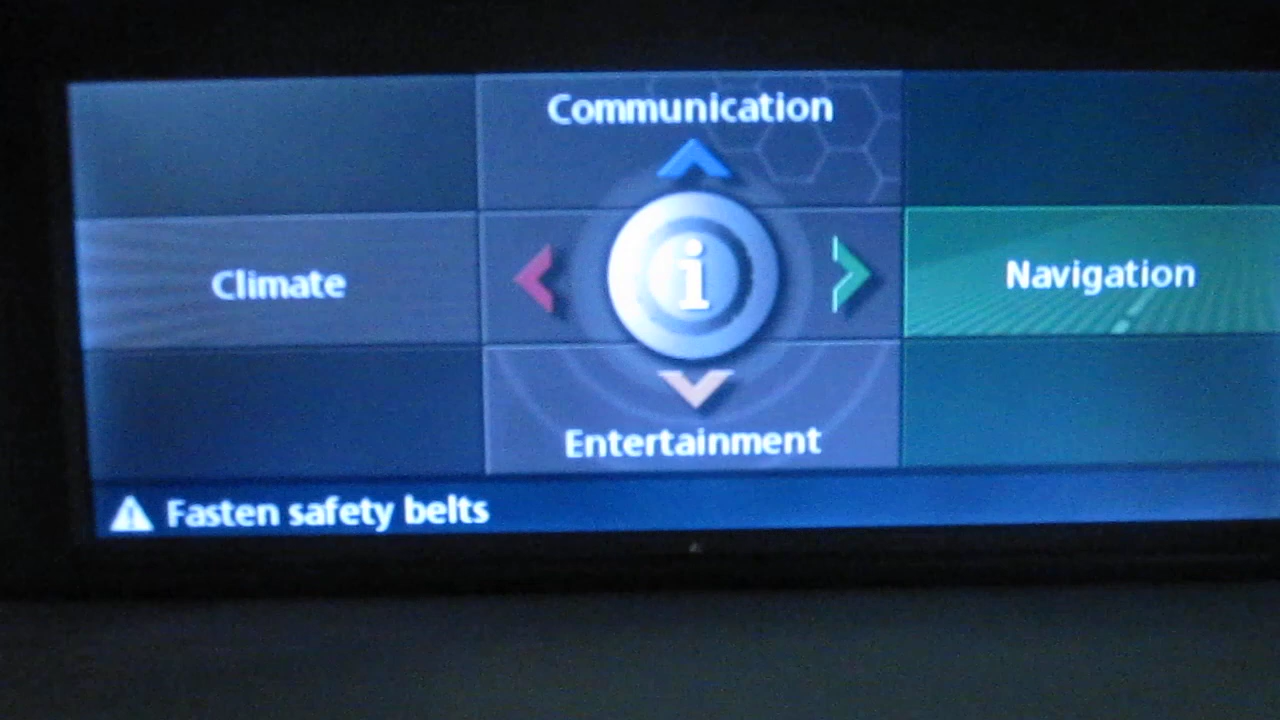 Communication
Climate
i
Navigation
Entertainment
Fasten safety belts